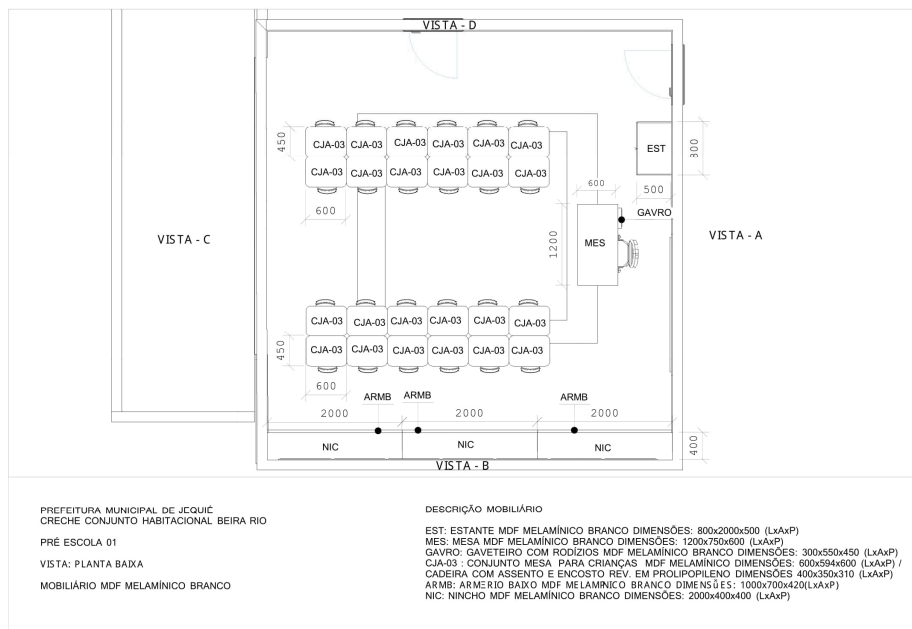 VISTA - D
450
CJA-03 CJA-03 CJA-03 CJA-03 CJA-03 CJA-03
CJA-03 CJA-03 CJA-03 CJA-03 CJA-03 CJA-03
600
EST
800
500
600
GAVRO
MES
1200
VISTA - C
VISTA - A
CJA-03 CJA-03 CJA-03 CJA-03 CJA-03 CJA-03
450
CJA-03 CJA-03 CJA-03 CJA-03 CJA-03 CJA-03
600
ARMB ARMB ARMB
2000 2000 2000
NIC NIC NIC
400
VISTA - B
PREFEITURA MUNICIPAL DE JEQUIÉ
CRECHE CONJUNTO HABITACIONAL BEIRA RIO
PRÉ ESCOLA 01
VISTA: PLANTA BAIXA
MOBILIÁRIO MDF MELAMÍNICO BRANCO
DESCRIÇÃO MOBILIÁRIO
EST: ESTANTE MDF MELAMÍNICO BRANCO DIMENSÕES: 800x2000x500 (LxAxP)
MES: MESA MDF MELAMÍNICO BRANCO DIMENSÕES: 1200x750x600 (LxAxP)
GAVRO: GAVETEIRO COM RODÍZIOS MDF MELAMÍNICO BRANCO DIMENSÕES: 300x550x450 (LxAxP)
CJA-03 : CONJUNTO MESA PARA CRIANÇAS MDF MELAMÍNICO DIMENSÕES: 600x594x600 (LxAxP) /
CADEIRA COM ASSENTO E ENCOSTO REV. EM PROLIPOPILENO DIMENSÕES 400x350x310 (LxAxP)
ARMB: ARMERIO BAIXO MDF MELAMÍNICO BRANCO DIMENSÕES: 1000x700x420(LxAxP)
NIC: NINCHO MDF MELAMÍNICO BRANCO DIMENSÕES: 2000x400x400 (LxAxP)